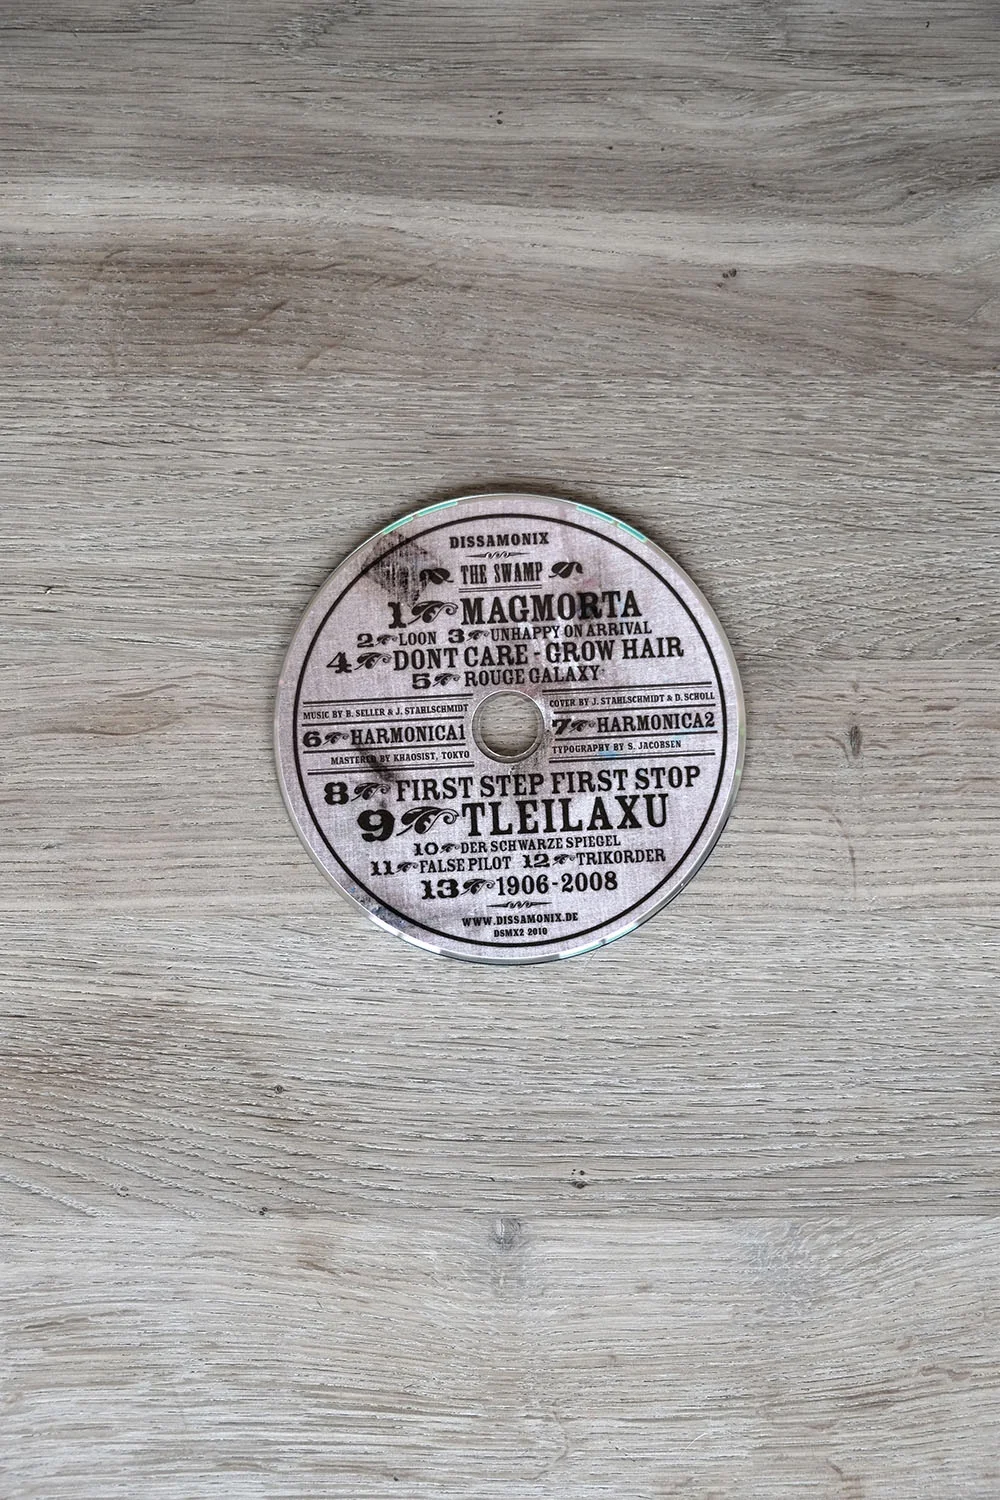 DISSAMONIX
THE SWAMP
1 MAGMORTA
2 LOON 3 UNHAPPY ON ARRIVAL
4 DONT CARE - GROW HAIR
5 ROUGE GALAXY
MUSIC BY B. SELLER & J. STAHLSCHMIDT
6 HARMONICA1
MASTERED BY KHAOSIST, TOKYO
COVER BY J. STAHLSCHMIDT & D. SCHOLL
7 HARMONICA2
TYPOGRAPHY BY S. JACOBSEN
8 FIRST STEP FIRST STOP
9 TLEILAXU
10 DER SCHWARZE SPIEGEL
11 FALSE PILOT 12 TRIKORDER
13 1906-2008
WWW.DISSAMONIX.DE
DSMX2 2010